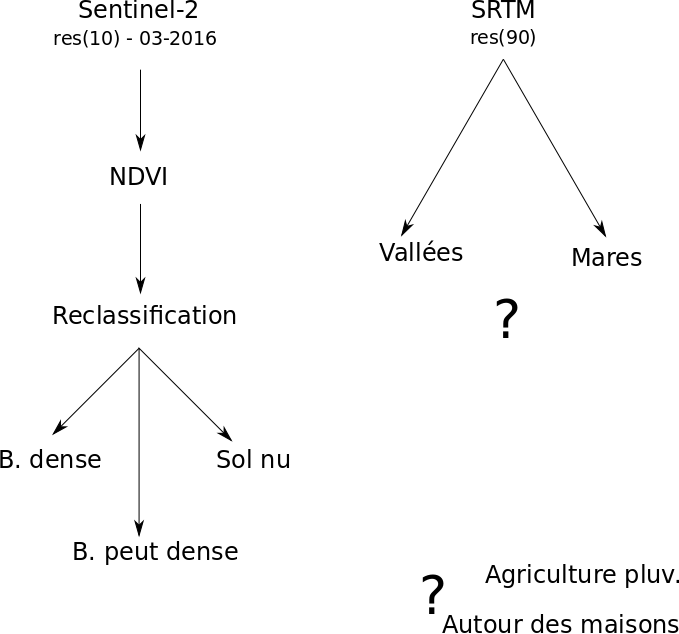 Sentinel-2
res(10) - 03-2016
NDVI
Reclassification
B. dense
Sol nu
B. peut dense
SRTM
res(90)
Vallées
Mares
?
?
Agriculture pluv.
Autour des maisons